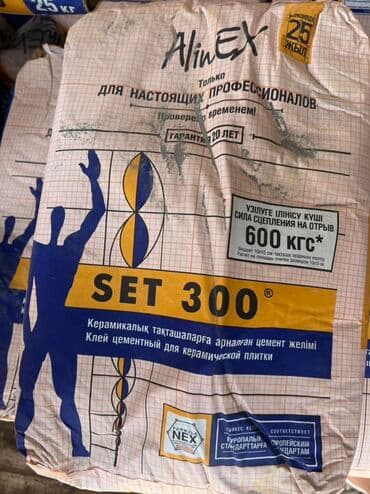 25 КГ
AlinEX
25
ЖЫЛ
Только
ДЛЯ НАСТОЯЩИХ ПРОФЕССИОНАЛОВ
Проверено временем!
ГАРАНТИЯ 20 ЛЕТ
ҮЗІЛУГЕ ІЛІНІСУ КҮШІ
СИЛА СЦЕПЛЕНИЯ НА ОТРЫВ
600 КГС*
SET 300®
Керамикалық тақташаларға арналған цемент желімі
Клей цементный для керамической плитки
NEX
СООТВЕТСТВУЕТ
ЕУРОПАЛЫҚ
СТАНДАРТТАРҒА
ЕВРОПЕЙСКИМ
СТАНДАРТАМ